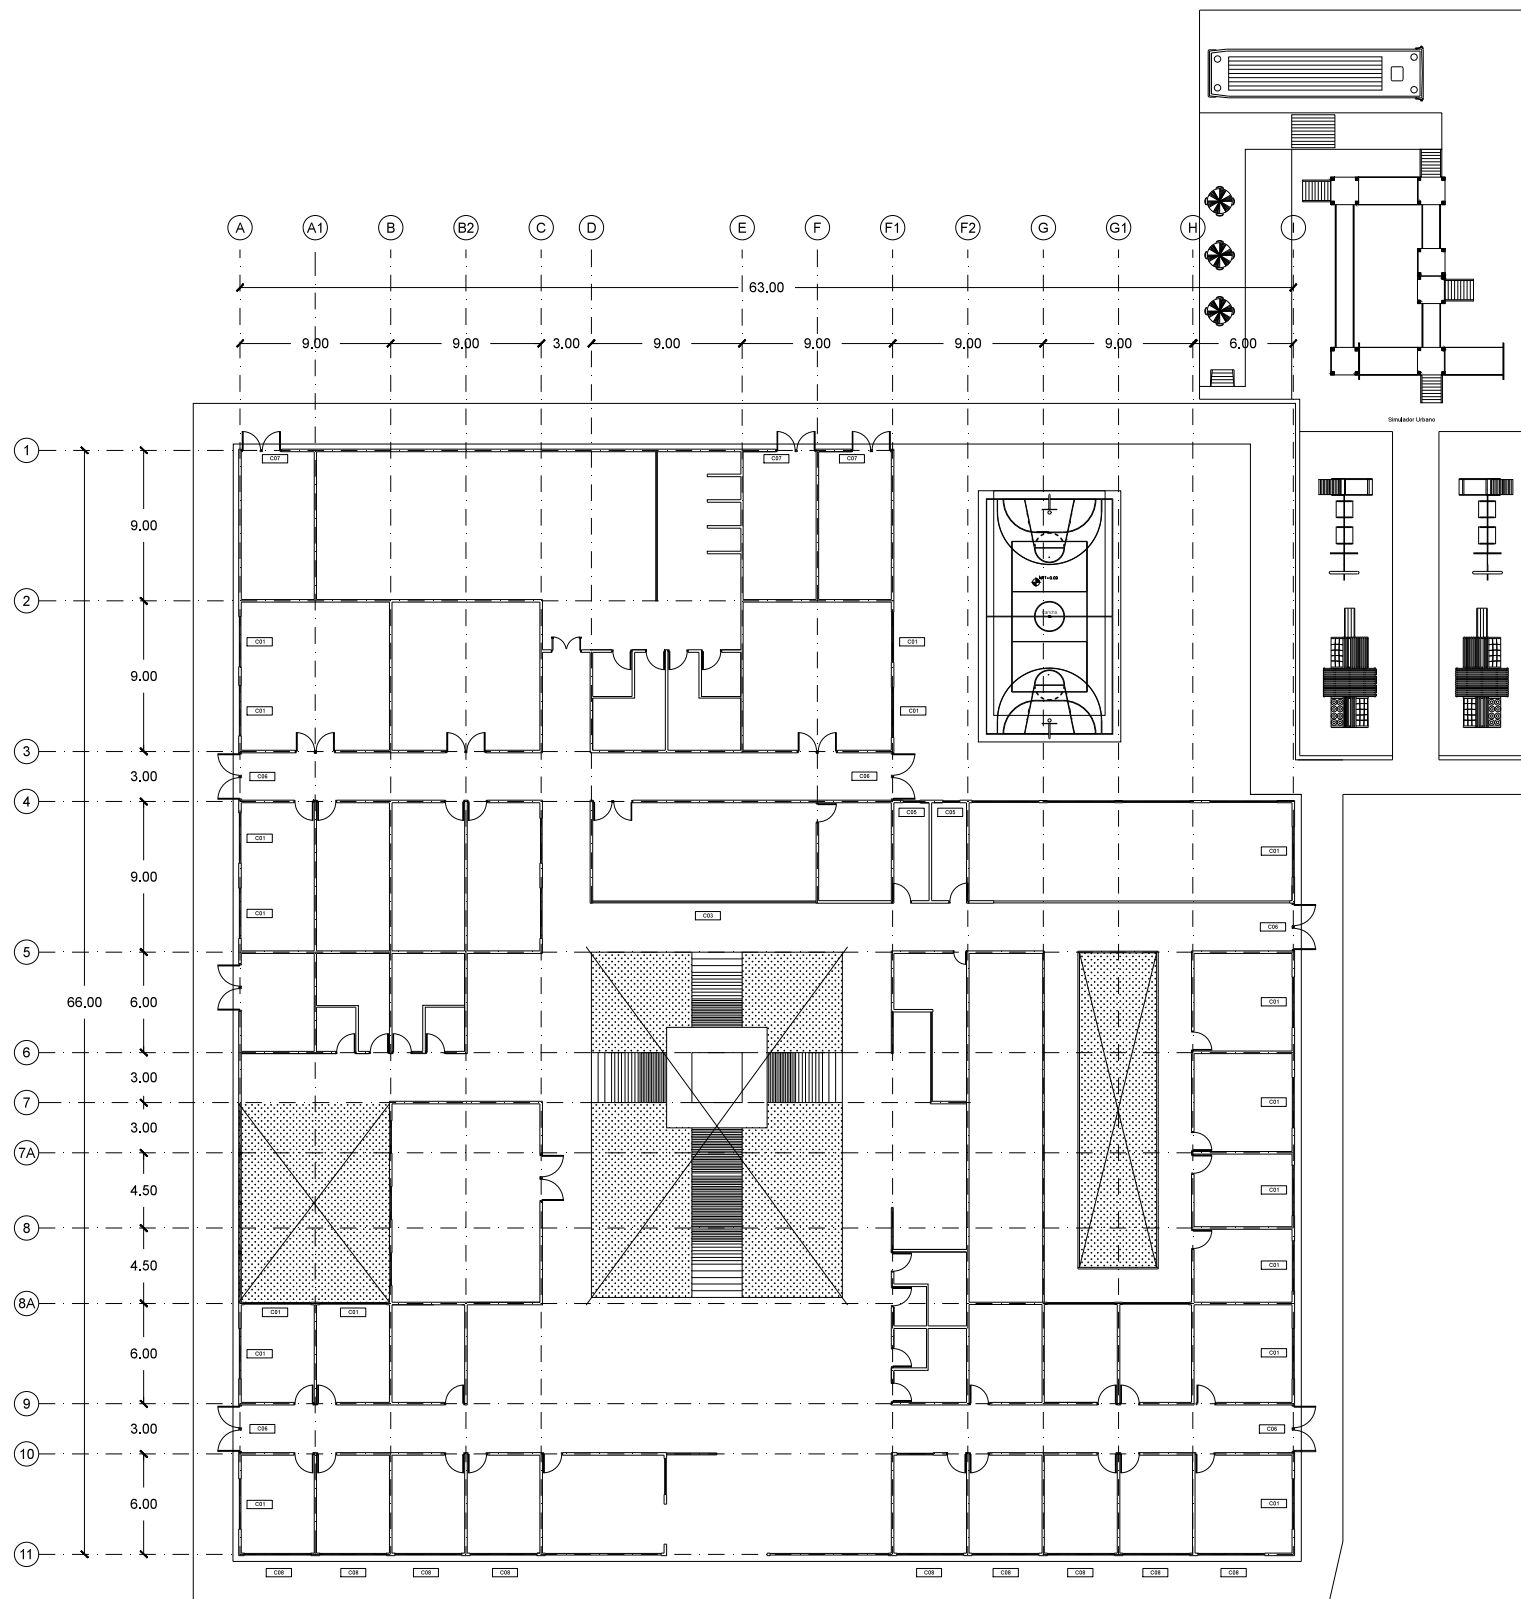 A A1 B B2 C D E F F1 F2 G G1 H I
63.00
9.00 9.00 3.00 9.00 9.00 9.00 9.00 6.00
Simulador Urbano
1
C07 C07 C07
9.00
2
C01 C01
9.00
C01 C01
3
3.00 C06 C06
4
C05 C05
C01 C01
9.00
C01 C03
C06
5
66.00 6.00 C01
6
3.00
7 C01
3.00
7A
4.50 C01
8
4.50 C01
8A
C01 C01
6.00 C01 C01
9
3.00 C06 C06
10
6.00 C01 C01
11
C08 C08 C08 C08 C08 C08 C08 C08 C08